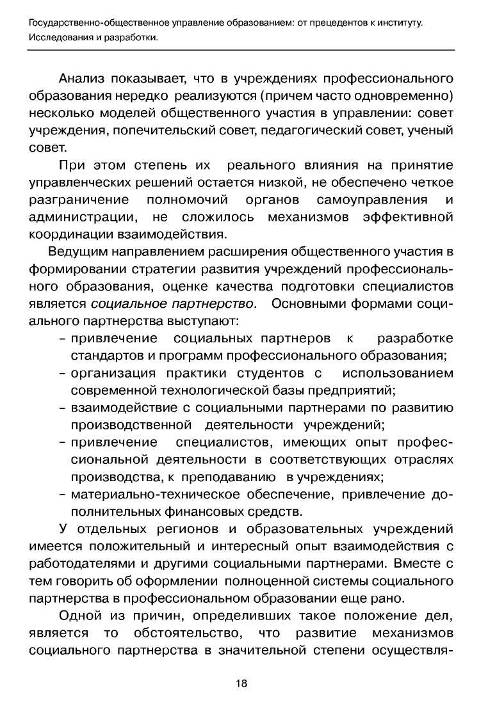 Государственно-общественное управление образованием: от прецедентов к институту.
Исследования и разработки.
Анализ показывает, что в учреждениях профессионального
образования нередко реализуются (причем часто одновременно)
несколько моделей общественного участия в управлении: совет
учреждения, попечительский совет, педагогический совет, ученый
совет.
При этом степень их реального влияния на принятие
управленческих решений остается низкой, не обеспечено четкое
разграничение полномочий органов самоуправления и
администрации, не сложилось механизмов эффективной
координации взаимодействия.
Ведущим направлением расширения общественного участия в
формировании стратегии развития учреждений профессиональ-
ного образования, оценке качества подготовки специалистов
является социальное партнерство. Основными формами соци-
ального партнерства выступают:
– привлечение социальных партнеров к разработке
стандартов и программ профессионального образования;
– организация практики студентов с использованием
современной технологической базы предприятий;
– взаимодействие с социальными партнерами по развитию
производственной деятельности учреждений;
– привлечение специалистов, имеющих опыт профес-
сиональной деятельности в соответствующих отраслях
производства, к преподаванию в учреждениях;
– материально-техническое обеспечение, привлечение до-
полнительных финансовых средств.
У отдельных регионов и образовательных учреждений
имеется положительный и интересный опыт взаимодействия с
работодателями и другими социальными партнерами. Вместе с
тем говорить об оформлении полноценной системы социального
партнерства в профессиональном образовании еще рано.
Одной из причин, определивших такое положение дел,
является то обстоятельство, что развитие механизмов
социального партнерства в значительной степени осуществля-
18